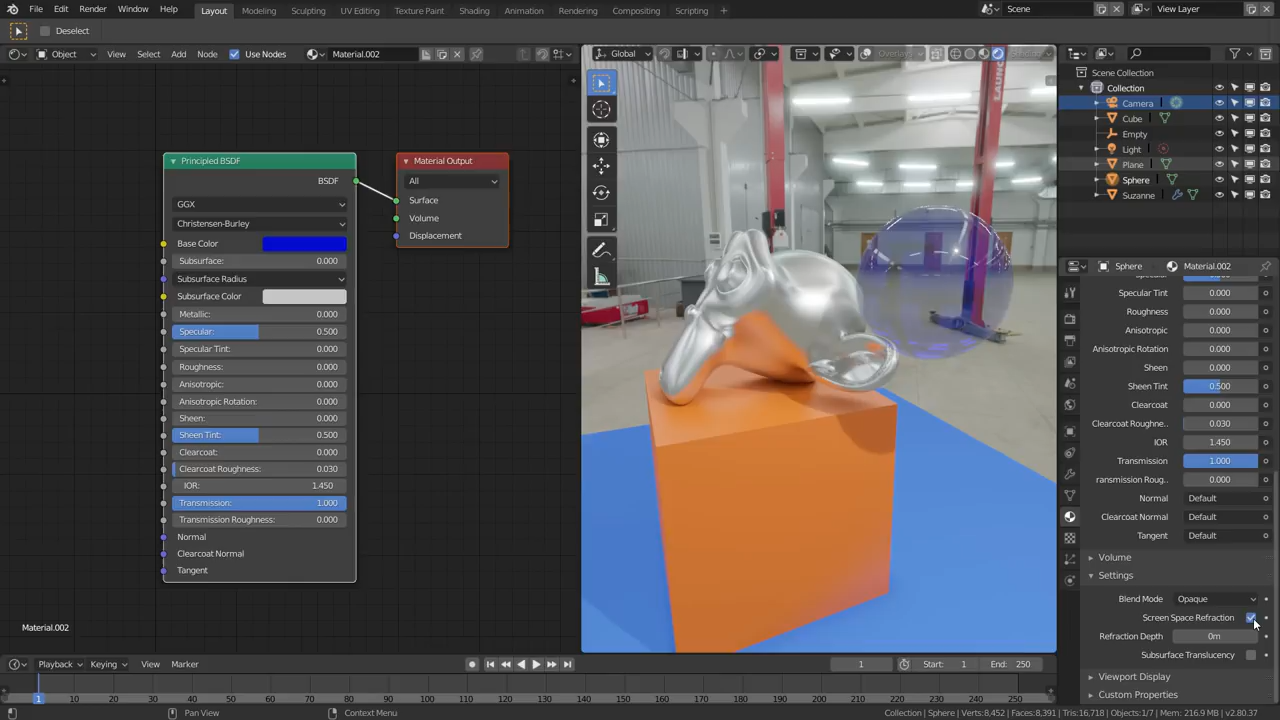 File Edit Render Window Help Layout Modeling Sculpting UV Editing Texture Paint Shading Animation Rendering Compositing Scripting Scene View Layer
Deselect
Object View Select Add Node Use Nodes Material.002 Global Overlays
Scene Collection
Collection
Camera
Cube
Empty
Light
Plane
Sphere
Suzanne
Principled BSDF
BSDF
GGX
Christensen-Burley
Base Color
Subsurface: 0.000
Subsurface Radius
Subsurface Color
Metallic: 0.000
Specular: 0.500
Specular Tint: 0.000
Roughness: 0.000
Anisotropic: 0.000
Anisotropic Rotation: 0.000
Sheen: 0.000
Sheen Tint: 0.500
Clearcoat: 0.000
Clearcoat Roughness: 0.030
IOR: 1.450
Transmission: 1.000
Transmission Roughness: 0.000
Normal
Clearcoat Normal
Tangent
Material Output
All
Surface
Volume
Displacement
Material.002
LAUNCH
Sphere Material.002
Specular Tint 0.000
Roughness 0.000
Anisotropic 0.000
Anisotropic Rotation 0.000
Sheen 0.000
Sheen Tint 0.500
Clearcoat 0.000
Clearcoat Roughne.. 0.030
IOR 1.450
Transmission 1.000
ransmission Roug.. 0.000
Normal Default
Clearcoat Normal Default
Tangent Default
Volume
Settings
Blend Mode Opaque
Screen Space Refraction
Refraction Depth 0m
Subsurface Translucency
Viewport Display
Custom Properties
Playback Keying View Marker 1 Start: 1 End: 250
1 10 20 30 40 50 60 70 80 90 100 110 120 130 140 150 160 170 180 190 200 210 220 230 240 250
Pan View Context Menu Collection | Sphere | Verts:8,452 | Faces:8,391 | Tris:16,718 | Objects:1/7 | Mem: 216.9 MB | v2.80.37